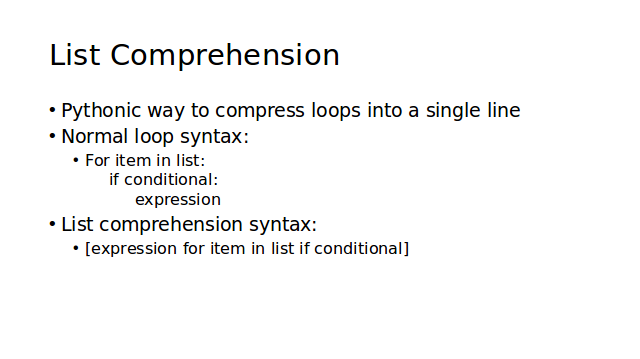 List Comprehension
• Pythonic way to compress loops into a single line
• Normal loop syntax:
• For item in list:
if conditional:
expression
• List comprehension syntax:
• [expression for item in list if conditional]